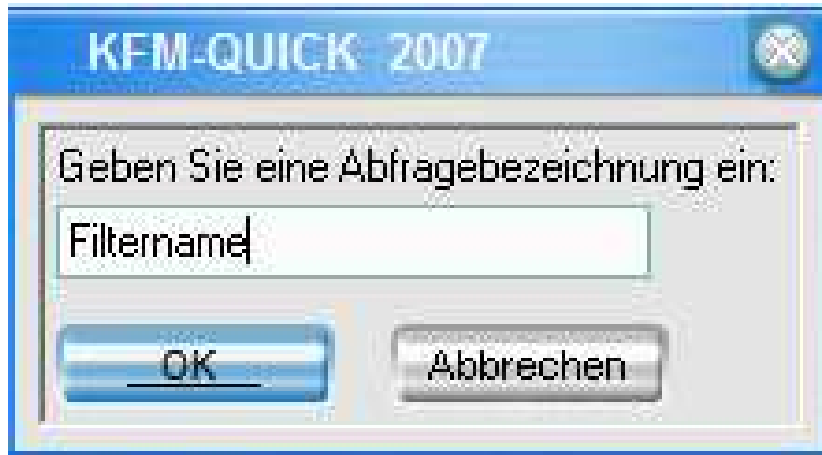 KFM-QUICK 2007
Geben Sie eine Abfragebezeichnung ein:
Filtername
OK
Abbrechen